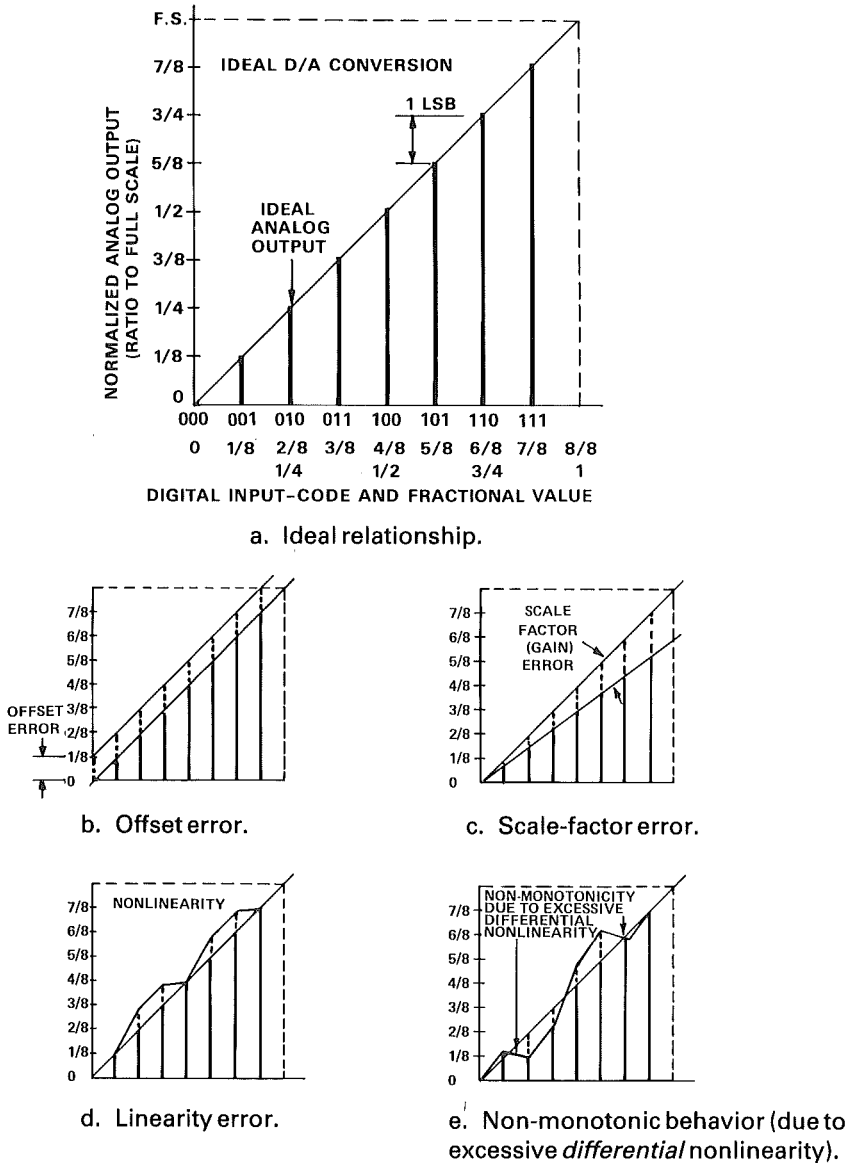 F.S.
IDEAL D/A CONVERSION
7/8
1 LSB
3/4
5/8
IDEAL
ANALOG
OUTPUT
1/2
3/8
1/4
1/8
0
NORMALIZED ANALOG OUTPUT
(RATIO TO FULL SCALE)
000 001 010 011 100 101 110 111
0 1/8 2/8 3/8 4/8 5/8 6/8 7/8 8/8
1/4 1/2 3/4 1
DIGITAL INPUT-CODE AND FRACTIONAL VALUE
a. Ideal relationship.
7/8
6/8
5/8
4/8
3/8
2/8
1/8
0
OFFSET
ERROR
b. Offset error.
7/8
6/8
5/8
4/8
3/8
2/8
1/8
0
SCALE
FACTOR
(GAIN)
ERROR
c. Scale-factor error.
NONLINEARITY
7/8
6/8
5/8
4/8
3/8
2/8
1/8
0
d. Linearity error.
NON-MONOTONICITY
DUE TO EXCESSIVE
DIFFERENTIAL
NONLINEARITY
7/8
6/8
5/8
4/8
3/8
2/8
1/8
0
e. Non-monotonic behavior (due to
excessive differential nonlinearity).